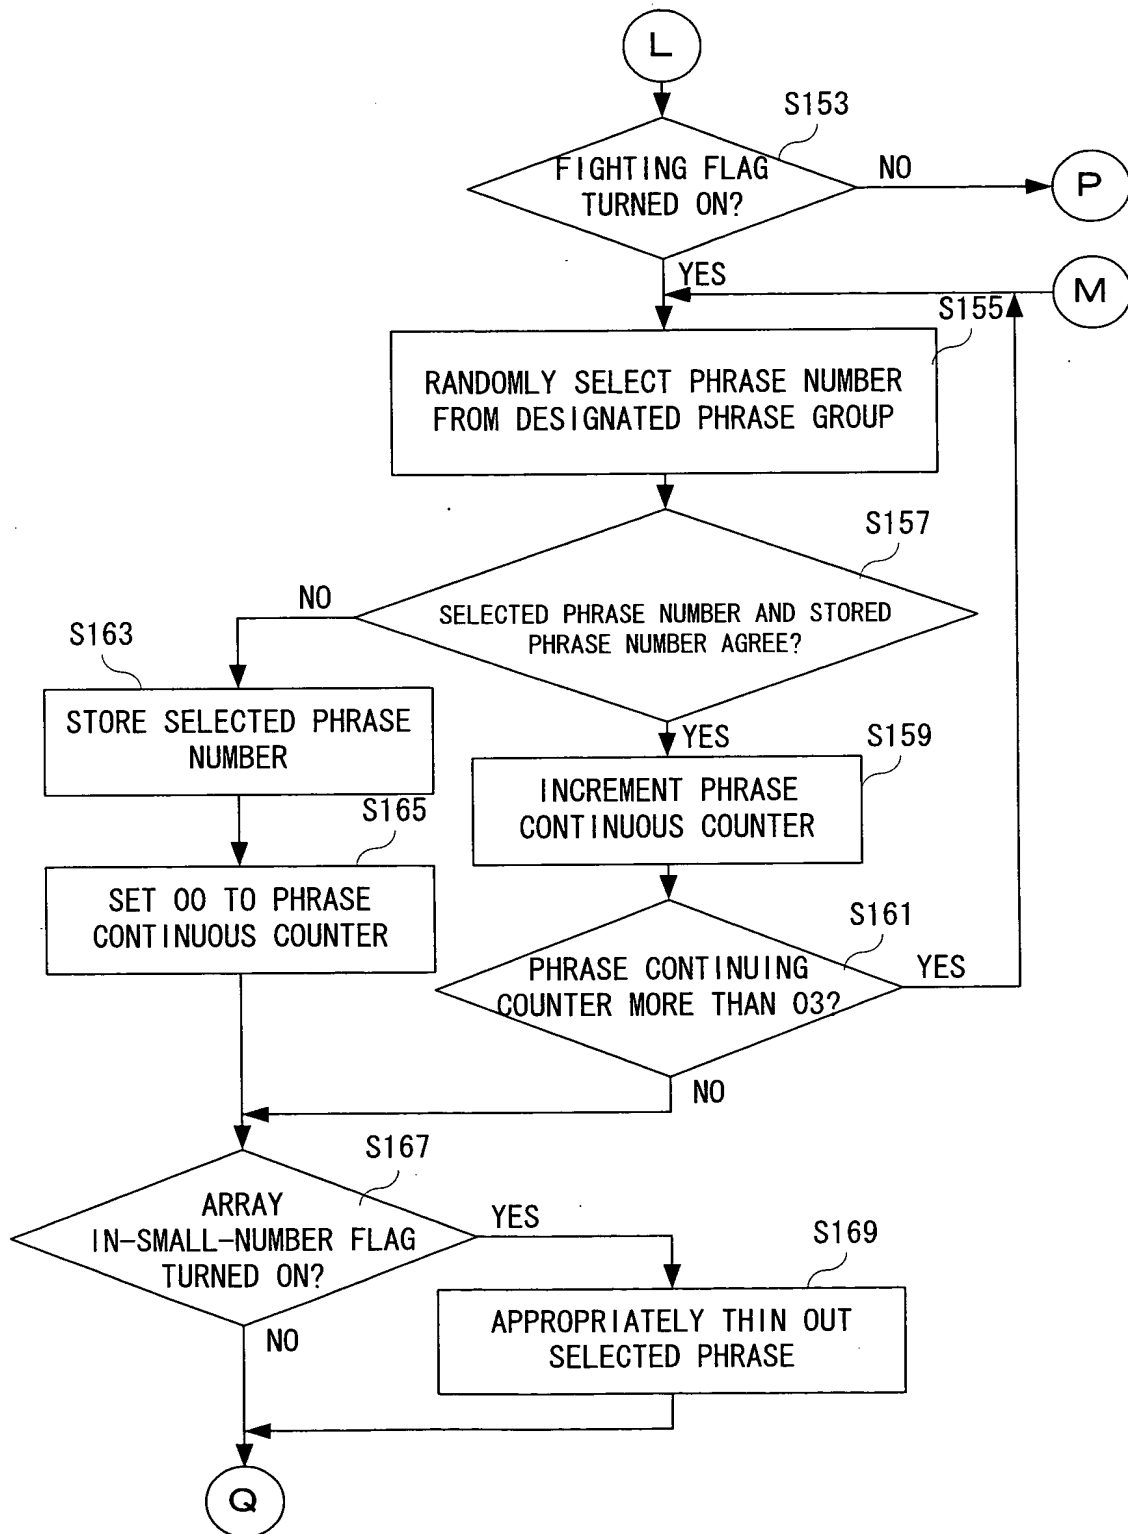 L
S153
FIGHTING FLAG
TURNED ON?
NO
P
YES
M
S155
RANDOMLY SELECT PHRASE NUMBER
FROM DESIGNATED PHRASE GROUP
S157
NO
SELECTED PHRASE NUMBER AND STORED
PHRASE NUMBER AGREE?
S163
STORE SELECTED PHRASE
NUMBER
YES
S159
INCREMENT PHRASE
CONTINUOUS COUNTER
S165
SET 00 TO PHRASE
CONTINUOUS COUNTER
S161
PHRASE CONTINUING
COUNTER MORE THAN 03?
YES
NO
S167
ARRAY
IN-SMALL-NUMBER FLAG
TURNED ON?
YES
S169
APPROPRIATELY THIN OUT
SELECTED PHRASE
NO
Q